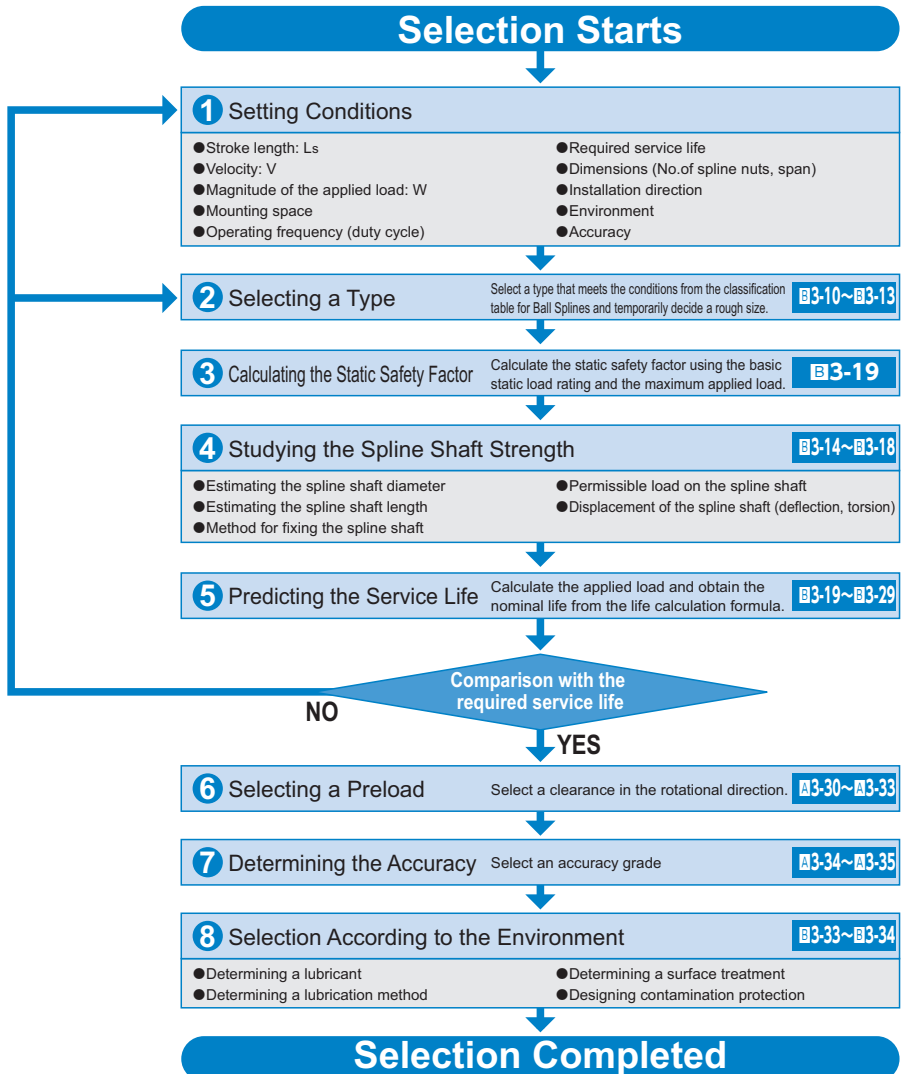 Selection Starts
1 Setting Conditions
●Stroke length: Ls
●Velocity: V
●Magnitude of the applied load: W
●Mounting space
●Operating frequency (duty cycle)
●Required service life
●Dimensions (No.of spline nuts, span)
●Installation direction
●Environment
●Accuracy
2 Selecting a Type
Select a type that meets the conditions from the classification
table for Ball Splines and temporarily decide a rough size.
B3-10~B3-13
3 Calculating the Static Safety Factor
Calculate the static safety factor using the basic
static load rating and the maximum applied load.
B3-19
4 Studying the Spline Shaft Strength
B3-14~B3-18
●Estimating the spline shaft diameter
●Estimating the spline shaft length
●Method for fixing the spline shaft
●Permissible load on the spline shaft
●Displacement of the spline shaft (deflection, torsion)
5 Predicting the Service Life
Calculate the applied load and obtain the
nominal life from the life calculation formula.
B3-19~B3-29
Comparison with the
required service life
NO
YES
6 Selecting a Preload
Select a clearance in the rotational direction.
A3-30~A3-33
7 Determining the Accuracy
Select an accuracy grade
A3-34~A3-35
8 Selection According to the Environment
B3-33~B3-34
●Determining a lubricant
●Determining a lubrication method
●Determining a surface treatment
●Designing contamination protection
Selection Completed